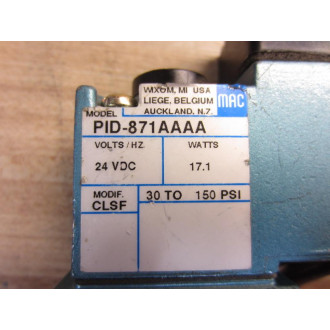 WIXOM, MI USA
LIEGE, BELGIUM
AUCKLAND, N.Z.
MAC
MODEL
PID-871AAAA
VOLTS/HZ. WATTS
24 VDC 17.1
MODIF. 30 TO 150 PSI
CLSF